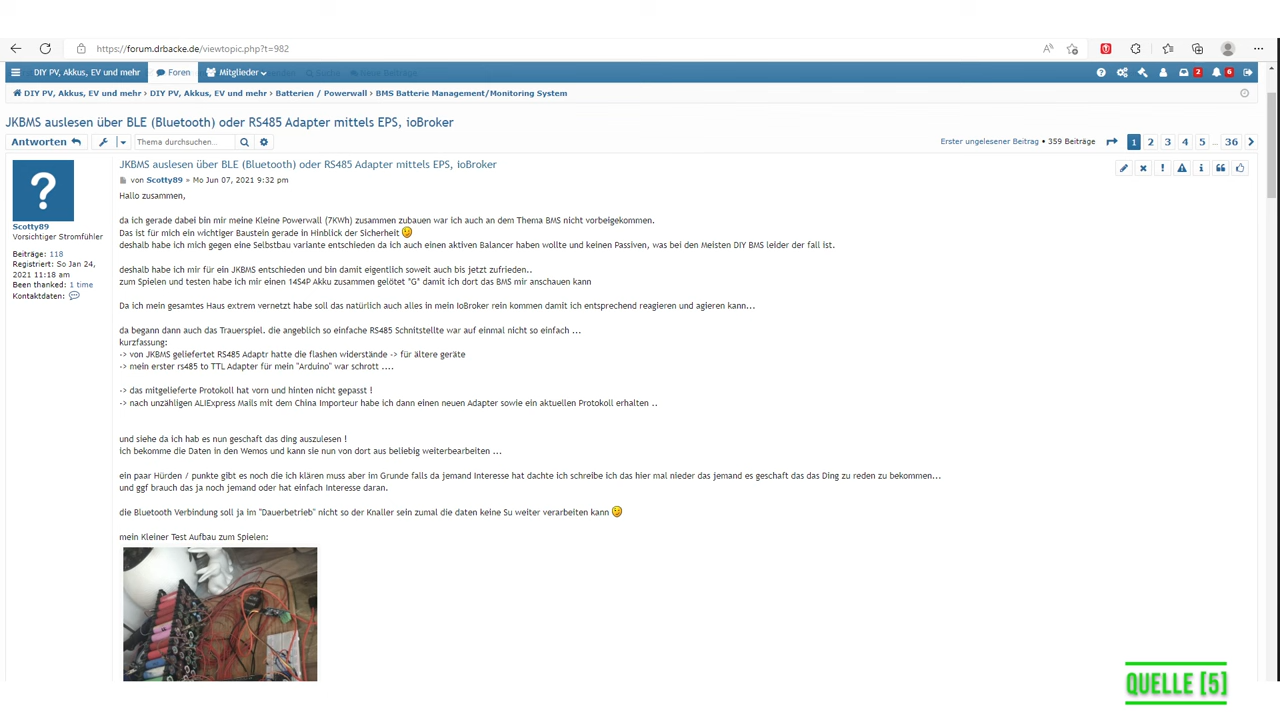 https://forum.drbacke.de/viewtopic.php?t=982
DIY PV, Akkus, EV und mehr Foren Mitglieder
2 6
DIY PV, Akkus, EV und mehr › DIY PV, Akkus, EV und mehr › Batterien / Powerwall › BMS Batterie Management/Monitoring System
JKBMS auslesen über BLE (Bluetooth) oder RS485 Adapter mittels EPS, ioBroker
Antworten Thema durchsuchen... Erster ungelesener Beitrag • 359 Beiträge 1 2 3 4 5 ... 36
JKBMS auslesen über BLE (Bluetooth) oder RS485 Adapter mittels EPS, ioBroker
von Scotty89 » Mo Jun 07, 2021 9:32 pm
Scotty89
Vorsichtiger Stromfühler
Beiträge: 118
Registriert: So Jan 24,
2021 11:18 am
Been thanked: 1 time
Kontaktdaten:
Hallo zusammen,
da ich gerade dabei bin mir meine Kleine Powerwall (7KWh) zusammen zubauen war ich auch an dem Thema BMS nicht vorbeigekommen.
Das ist für mich ein wichtiger Baustein gerade in Hinblick der Sicherheit
deshalb habe ich mich gegen eine Selbstbau variante entschieden da ich auch einen aktiven Balancer haben wollte und keinen Passiven, was bei den Meisten DIY BMS leider der fall ist.
deshalb habe ich mir für ein JKBMS entschieden und bin damit eigentlich soweit auch bis jetzt zufrieden..
zum Spielen und testen habe ich mir einen 14S4P Akku zusammen gelötet *G* damit ich dort das BMS mir anschauen kann
Da ich mein gesamtes Haus extrem vernetzt habe soll das natürlich auch alles in mein IoBroker rein kommen damit ich entsprechend reagieren und agieren kann...
da begann dann auch das Trauerspiel. die angeblich so einfache RS485 Schnitstellte war auf einmal nicht so einfach ...
kurzfassung:
-> von JKBMS geliefertet RS485 Adaptr hatte die flashen widerstände -> für ältere geräte
-> mein erster rs485 to TTL Adapter für mein "Arduino" war schrott ....
-> das mitgelieferte Protokoll hat vorn und hinten nicht gepasst !
-> nach unzähligen ALIExpress Mails mit dem China Importeur habe ich dann einen neuen Adapter sowie ein aktuellen Protokoll erhalten ..
und siehe da ich hab es nun geschaft das ding auszulesen !
ich bekomme die Daten in den Wemos und kann sie nun von dort aus beliebig weiterbearbeiten ...
ein paar Hürden / punkte gibt es noch die ich klären muss aber im Grunde falls da jemand Interesse hat dachte ich schreibe ich das hier mal nieder das jemand es geschaft das das Ding zu reden zu bekommen...
und ggf brauch das ja noch jemand oder hat einfach Interesse daran.
die Bluetooth Verbindung soll ja im "Dauerbetrieb" nicht so der Knaller sein zumal die daten keine Su weiter verarbeiten kann
mein Kleiner Test Aufbau zum Spielen:
QUELLE [5]